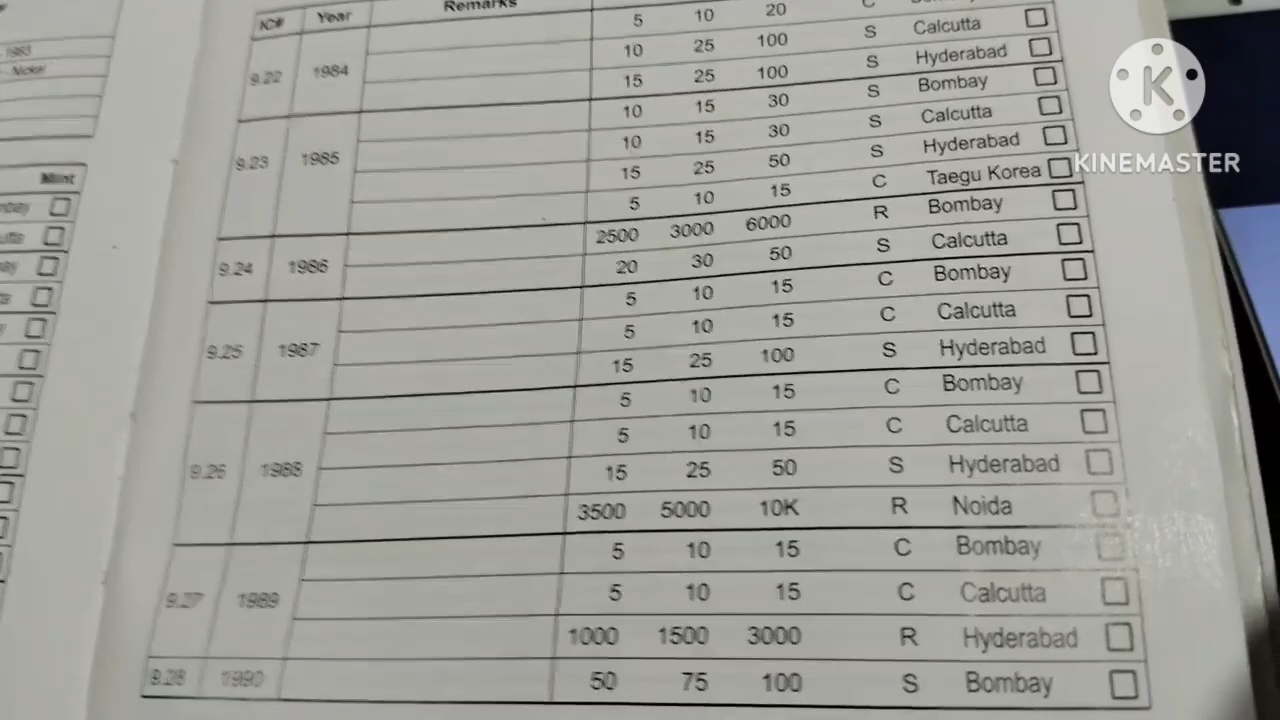 - 1983
- Nickel
Mint
mbay
utta
IC# Year Remarks
5 10 20 C
9.22 1984 10 25 100 S Calcutta
15 25 100 S Hyderabad
10 15 30 S Bombay
9.23 1985 10 15 30 S Calcutta
15 25 50 S Hyderabad
5 10 15 C Taegu Korea
9.24 1986 2500 3000 6000 R Bombay
20 30 50 S Calcutta
5 10 15 C Bombay
9.25 1987 5 10 15 C Calcutta
15 25 100 S Hyderabad
5 10 15 C Bombay
9.26 1988 5 10 15 C Calcutta
15 25 50 S Hyderabad
3500 5000 10K R Noida
5 10 15 C Bombay
9.27 1989 5 10 15 C Calcutta
1000 1500 3000 R Hyderabad
9.28 1990 50 75 100 S Bombay
K
KINEMASTER